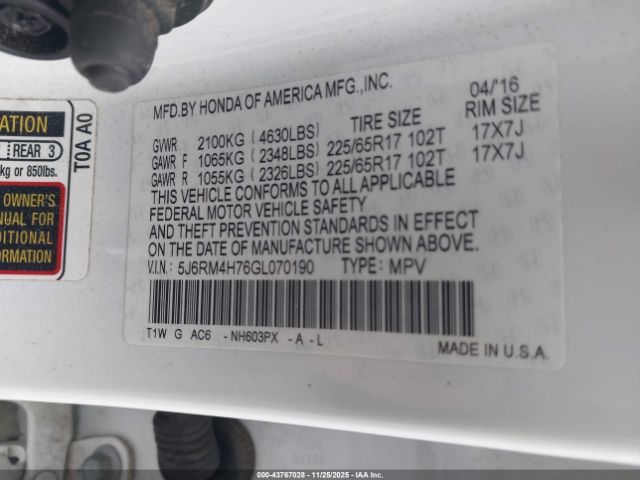 ATION
REAR 3
kg or 850lbs.
OWNER'S
NUAL FOR
DITIONAL
ORMATION
T0A A0
MFD.BY HONDA OF AMERICA MFG.,INC. 04/'16
TIRE SIZE RIM SIZE
GVWR 2100KG (4630LBS)
GAWR F 1065KG (2348LBS) 225/65R17 102T 17X7J
GAWR R 1055KG (2326LBS) 225/65R17 102T 17X7J
THIS VEHICLE CONFORMS TO ALL APPLICABLE
FEDERAL MOTOR VEHICLE SAFETY
AND THEFT PREVENTION STANDARDS IN EFFECT
ON THE DATE OF MANUFACTURE SHOWN ABOVE.
V.I.N.: 5J6RM4H76GL070190 TYPE: MPV
T1W G AC6 - NH603PX - A - L
MADE IN U.S.A.
000-43767028 - 11/25/2025 - IAAI.COM